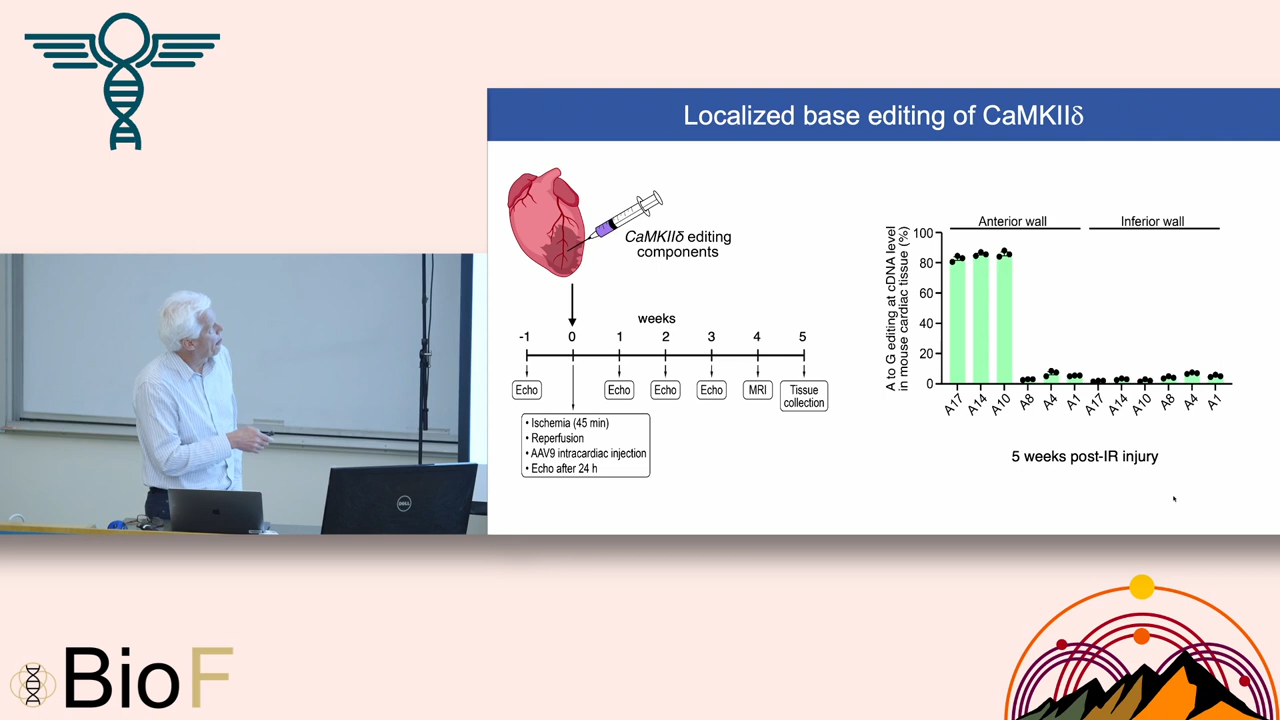 Localized base editing of CaMKIIδ
CaMKIIδ editing
components
weeks
-1 0 1 2 3 4 5
Echo Echo Echo Echo MRI Tissue
collection
• Ischemia (45 min)
• Reperfusion
• AAV9 intracardiac injection
• Echo after 24 h
Anterior wall Inferior wall
A to G editing at cDNA level
in mouse cardiac tissue (%)
100
80
60
40
20
0
A17 A14 A10 A8 A4 A1 A17 A14 A10 A8 A4 A1
5 weeks post-IR injury
DELL
BioF